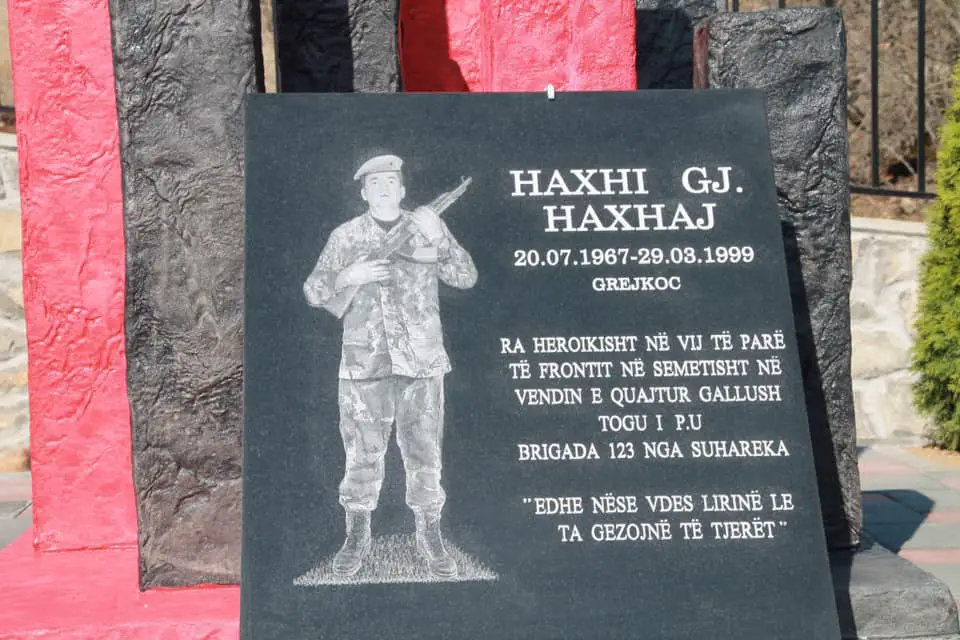 HAXHI GJ.
HAXHAJ
20.07.1967-29.03.1999
GREJKOC
RA HEROIKISHT NË VIJ TË PARË
TË FRONTIT NË SEMETISHT NË
VENDIN E QUAJTUR GALLUSH
TOGU I P.U
BRIGADA 123 NGA SUHAREKA
"EDHE NËSE VDES LIRINË LE
TA GEZOJNË TË TJERËT"